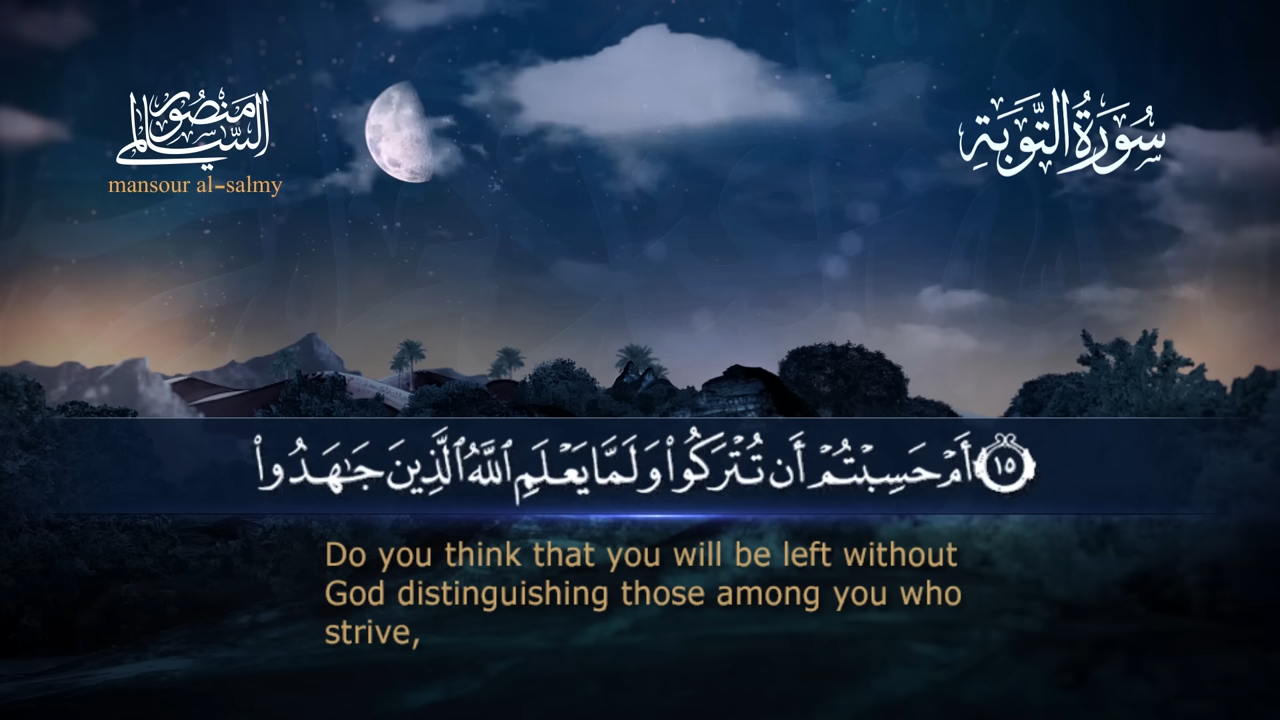 منصور
السالمي
mansour al-salmy
سُورَةُ التَّوْبَةِ
١٥ أَمْ حَسِبْتُمْ أَن تُتْرَكُوا۟ وَلَمَّا يَعْلَمِ ٱللَّهُ ٱلَّذِينَ جَـٰهَدُوا۟
Do you think that you will be left without
God distinguishing those among you who
strive,